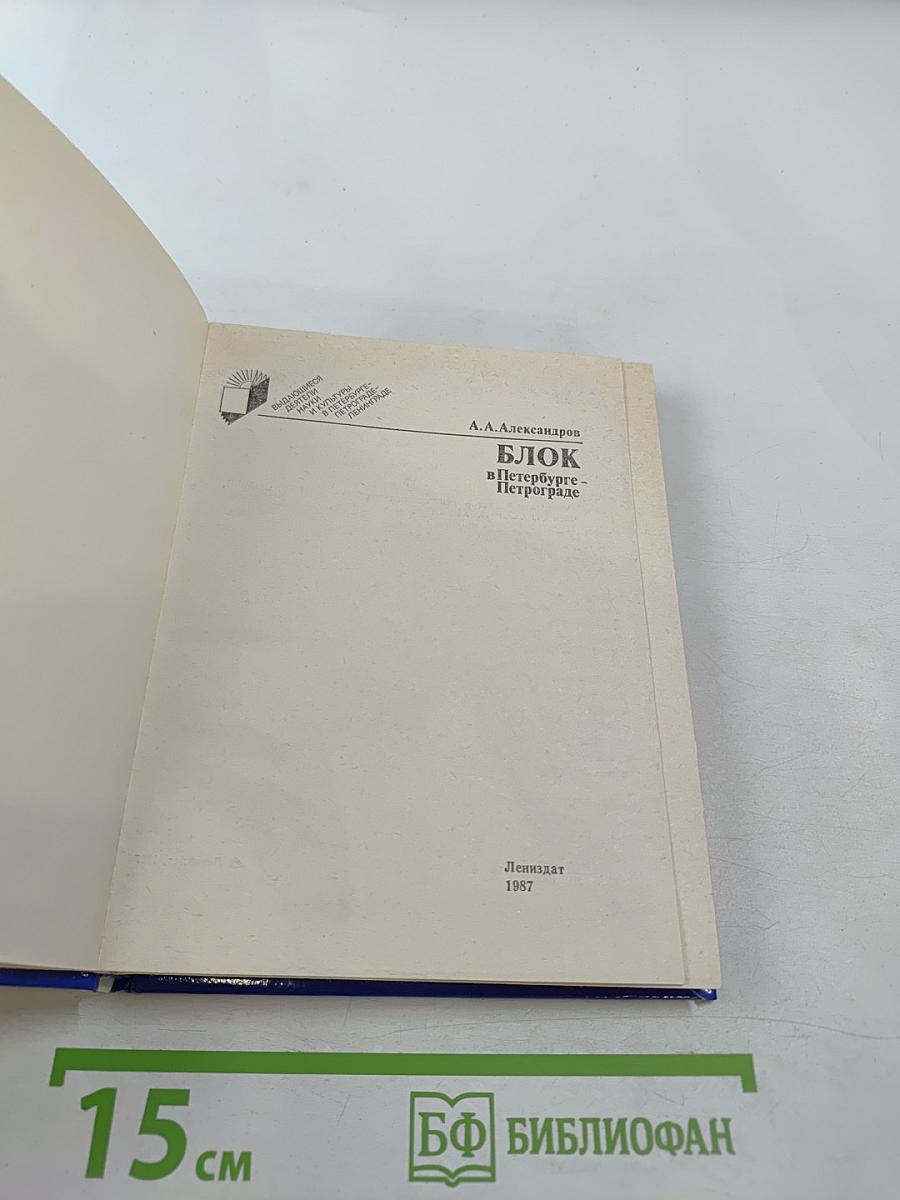 ВЫДАЮЩИЕСЯ
ДЕЯТЕЛИ
НАУКИ
И КУЛЬТУРЫ
В ПЕТЕРБУРГЕ-
ПЕТРОГРАДЕ-
ЛЕНИНГРАДЕ
А.А.Александров
БЛОК
в Петербурге-
Петрограде
Лениздат
1987
15 см
БФ БИБЛИОФАН